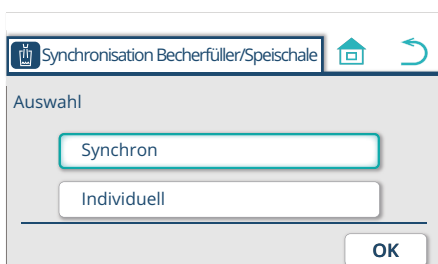 Synchronisation Becherfüller/Speischale
Auswahl
Synchron
Individuell
OK